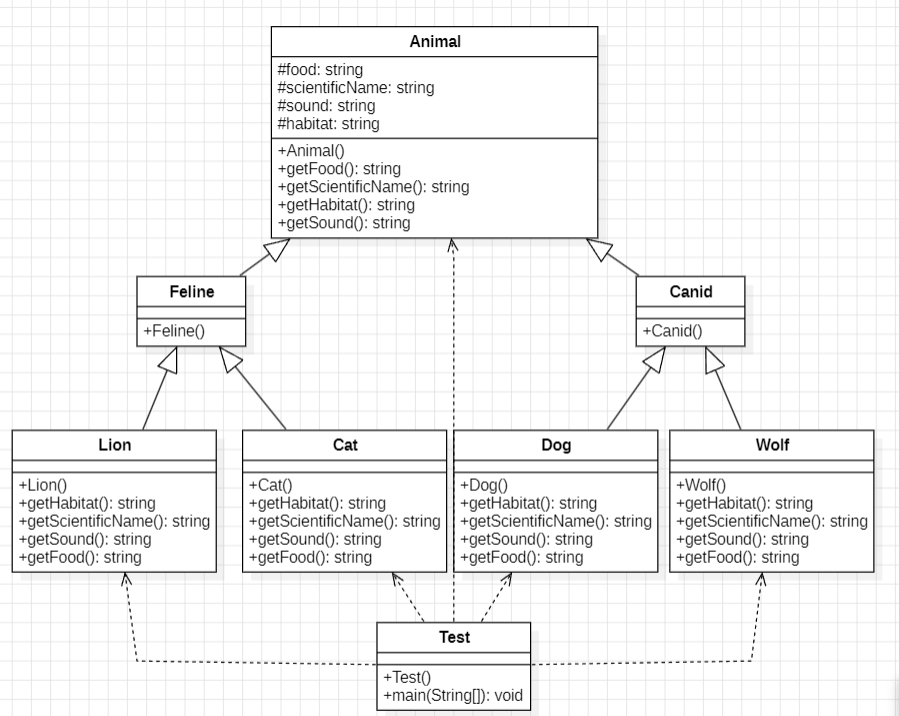 Animal
#food: string
#scientificName: string
#sound: string
#habitat: string
+Animal()
+getFood(): string
+getScientificName(): string
+getHabitat(): string
+getSound(): string
Feline
+Feline()
Canid
+Canid()
Lion
+Lion()
+getHabitat(): string
+getScientificName(): string
+getSound(): string
+getFood(): string
Cat
+Cat()
+getHabitat(): string
+getScientificName(): string
+getSound(): string
+getFood(): string
Dog
+Dog()
+getHabitat(): string
+getScientificName(): string
+getSound(): string
+getFood(): string
Wolf
+Wolf()
+getHabitat(): string
+getScientificName(): string
+getSound(): string
+getFood(): string
Test
+Test()
+main(String[]): void